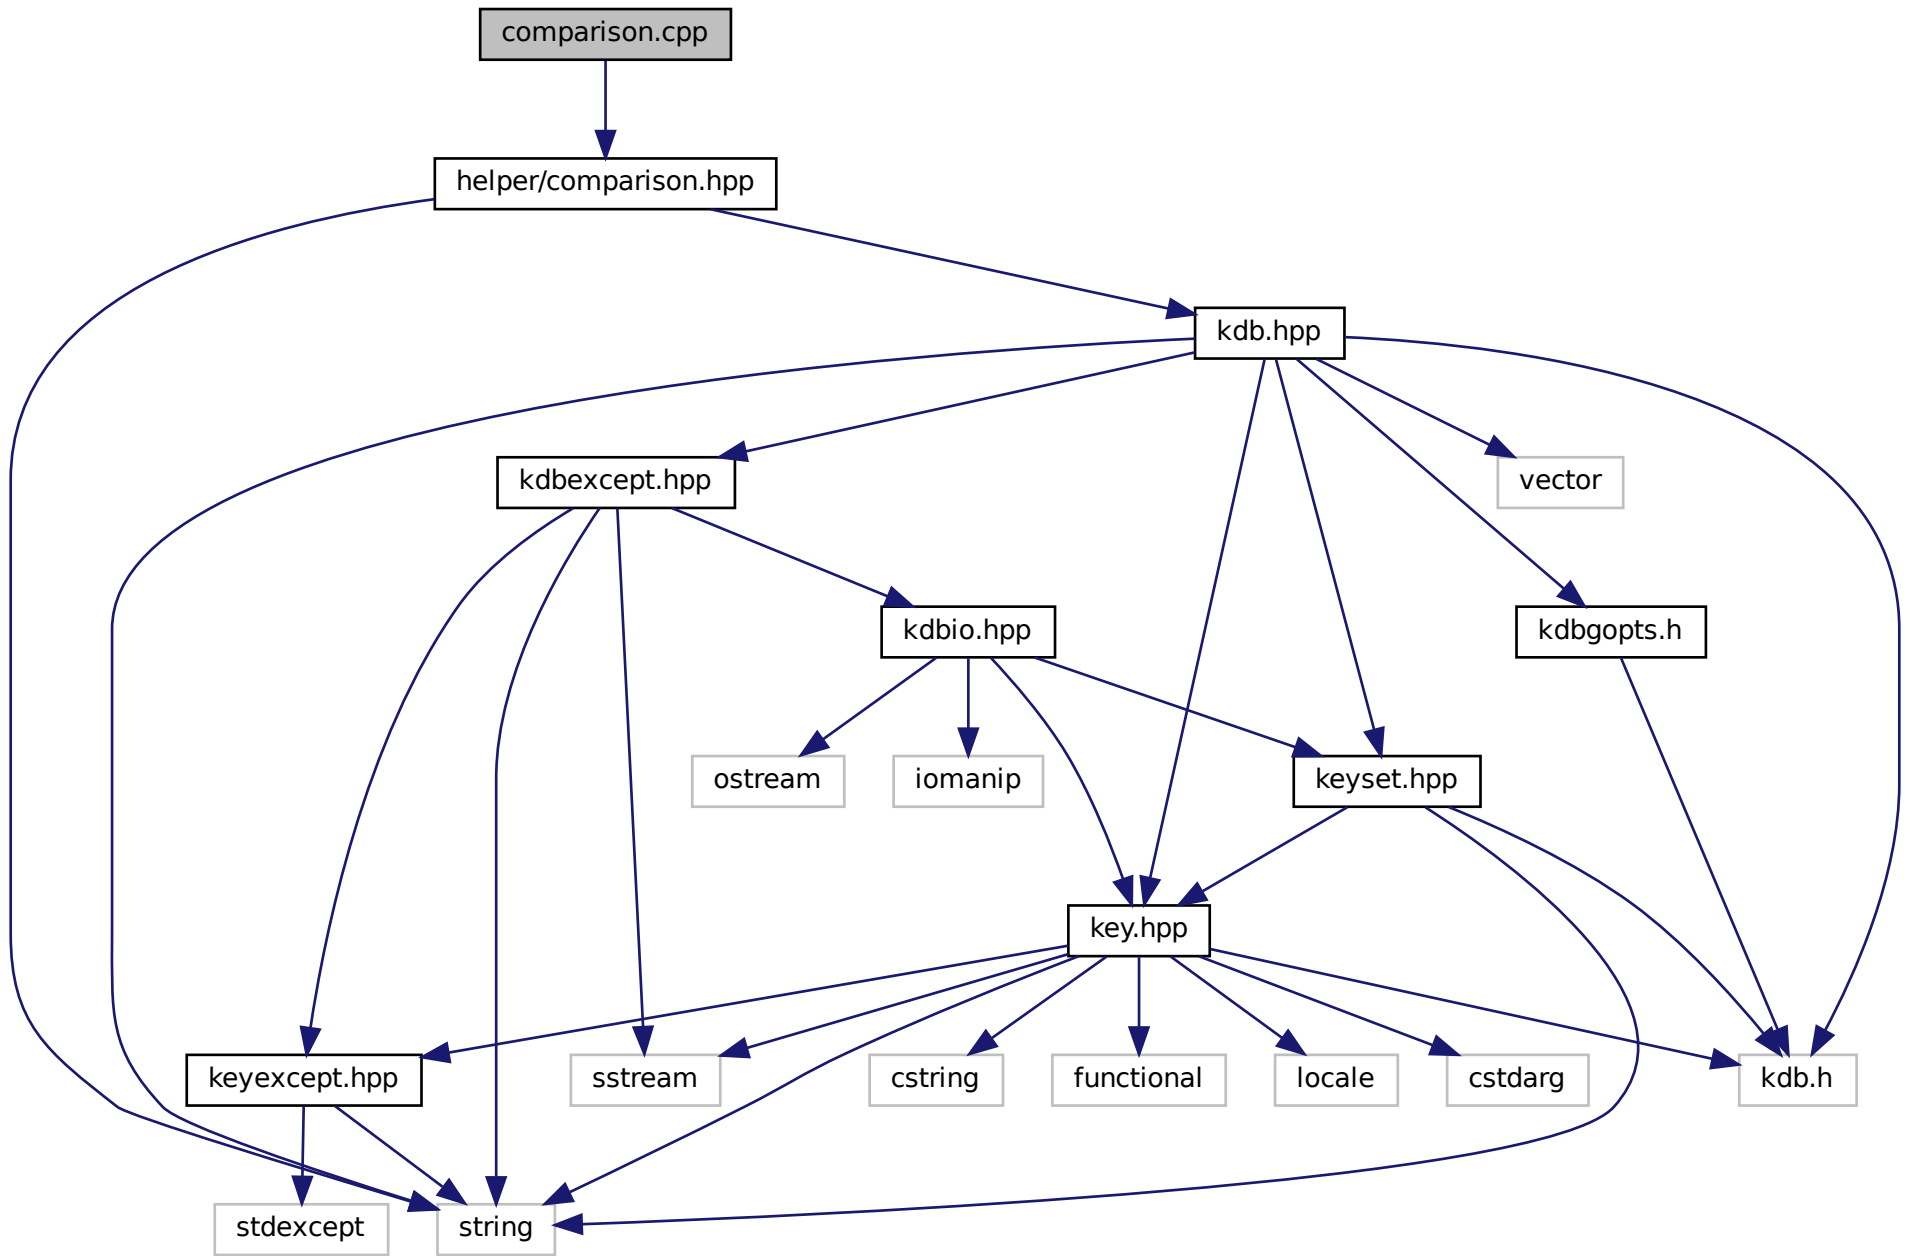 comparison.cpp
helper/comparison.hpp
kdb.hpp
kdbexcept.hpp
vector
kdbio.hpp
kdbgopts.h
ostream
iomanip
keyset.hpp
key.hpp
keyexcept.hpp
sstream
cstring
functional
locale
cstdarg
kdb.h
stdexcept
string